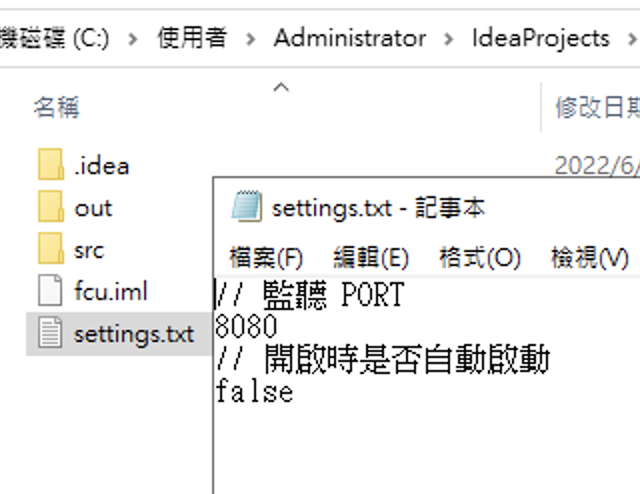 機磁碟 (C:) › 使用者 › Administrator › IdeaProjects ›
名稱
修改日期
.idea
2022/6/
out
src
fcu.iml
settings.txt
settings.txt - 記事本
檔案(F) 編輯(E) 格式(O) 檢視(V)
// 監聽 PORT
8080
// 開啟時是否自動啟動
false